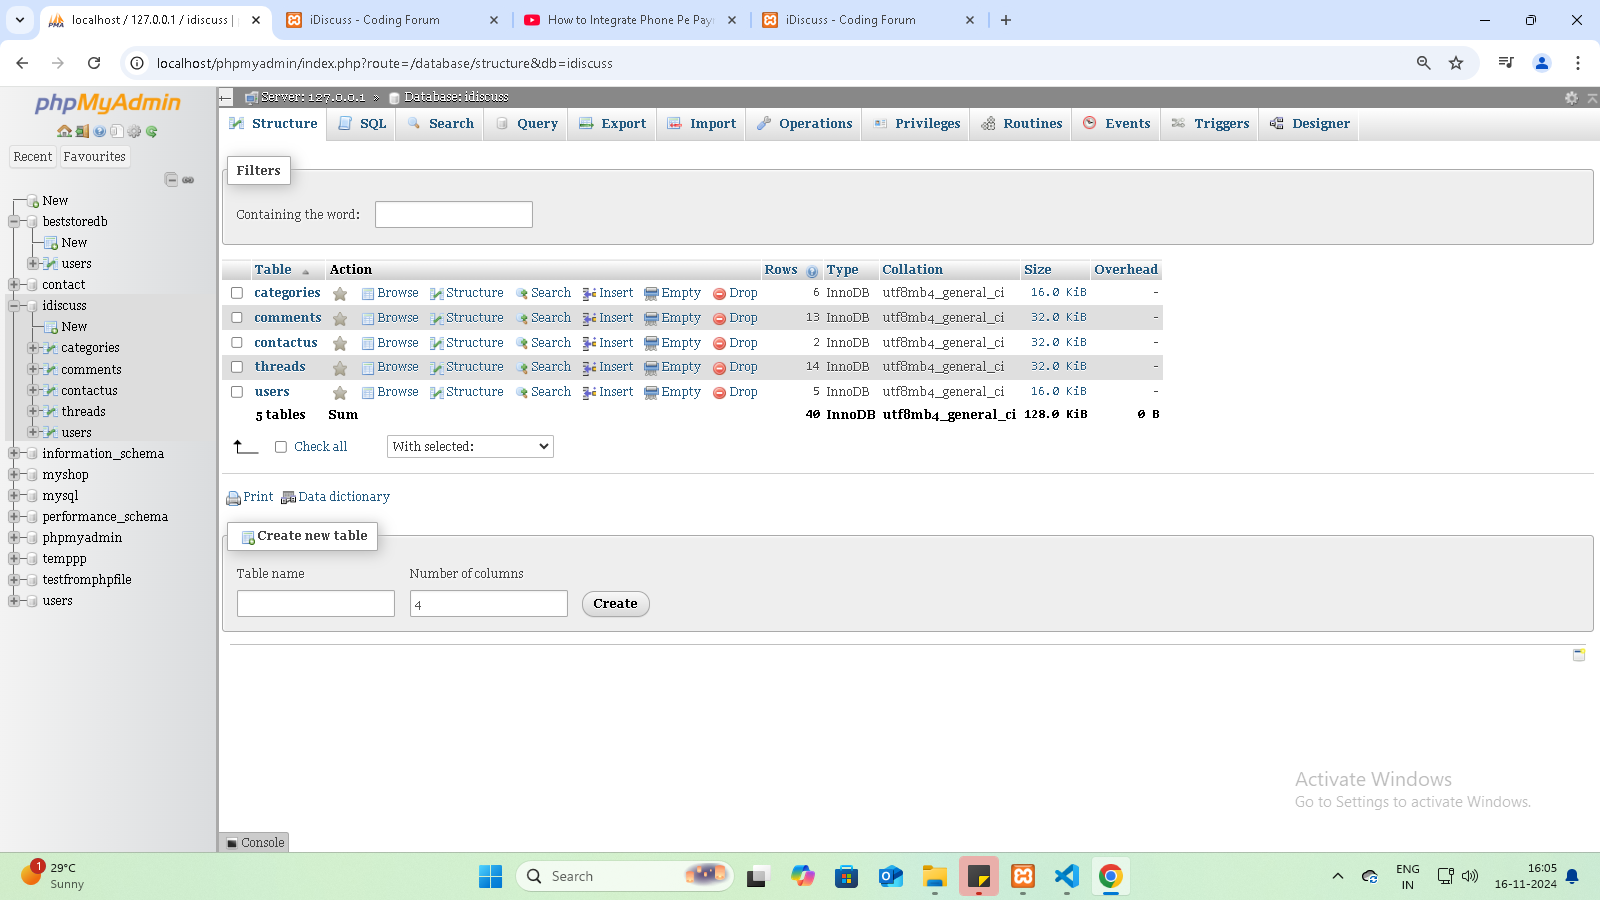 localhost / 127.0.0.1 / idiscuss |
iDiscuss - Coding Forum
How to Integrate Phone Pe Pay
iDiscuss - Coding Forum
localhost/phpmyadmin/index.php?route=/database/structure&db=idiscuss
phpMyAdmin
Recent Favourites
New
beststoredb
New
users
contact
idiscuss
New
categories
comments
contactus
threads
users
information_schema
myshop
mysql
performance_schema
phpmyadmin
temppp
testfromphpfile
users
Server: 127.0.0.1 » Database: idiscuss
Structure SQL Search Query Export Import Operations Privileges Routines Events Triggers Designer
Filters
Containing the word:
Table Action Rows Type Collation Size Overhead
categories Browse Structure Search Insert Empty Drop 6 InnoDB utf8mb4_general_ci 16.0 KiB -
comments Browse Structure Search Insert Empty Drop 13 InnoDB utf8mb4_general_ci 32.0 KiB -
contactus Browse Structure Search Insert Empty Drop 2 InnoDB utf8mb4_general_ci 32.0 KiB -
threads Browse Structure Search Insert Empty Drop 14 InnoDB utf8mb4_general_ci 32.0 KiB -
users Browse Structure Search Insert Empty Drop 5 InnoDB utf8mb4_general_ci 16.0 KiB -
5 tables Sum 40 InnoDB utf8mb4_general_ci 128.0 KiB 0 B
Check all With selected:
Print Data dictionary
Create new table
Table name Number of columns
4 Create
Console
Activate Windows
Go to Settings to activate Windows.
1
29°C
Sunny
Search
ENG
IN
16:05
16-11-2024